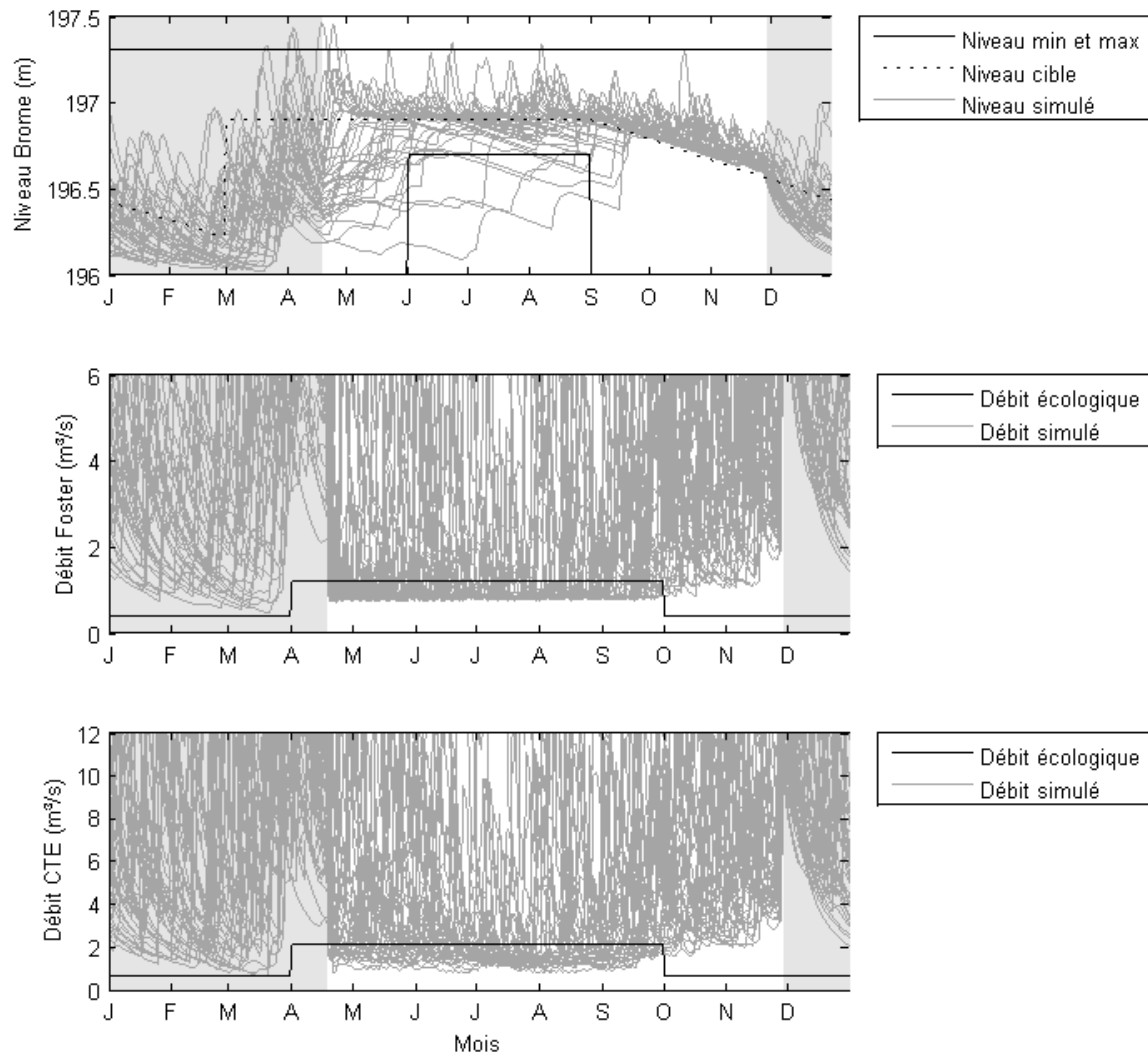 197.5
197
196.5
196
Niveau Brome (m)
J F M A M J J A S O N D
Niveau min et max
Niveau cible
Niveau simulé
6
4
2
0
Débit Foster (m³/s)
J F M A M J J A S O N D
Débit écologique
Débit simulé
12
10
8
6
4
2
0
Débit CTE (m³/s)
J F M A M J J A S O N D
Mois
Débit écologique
Débit simulé